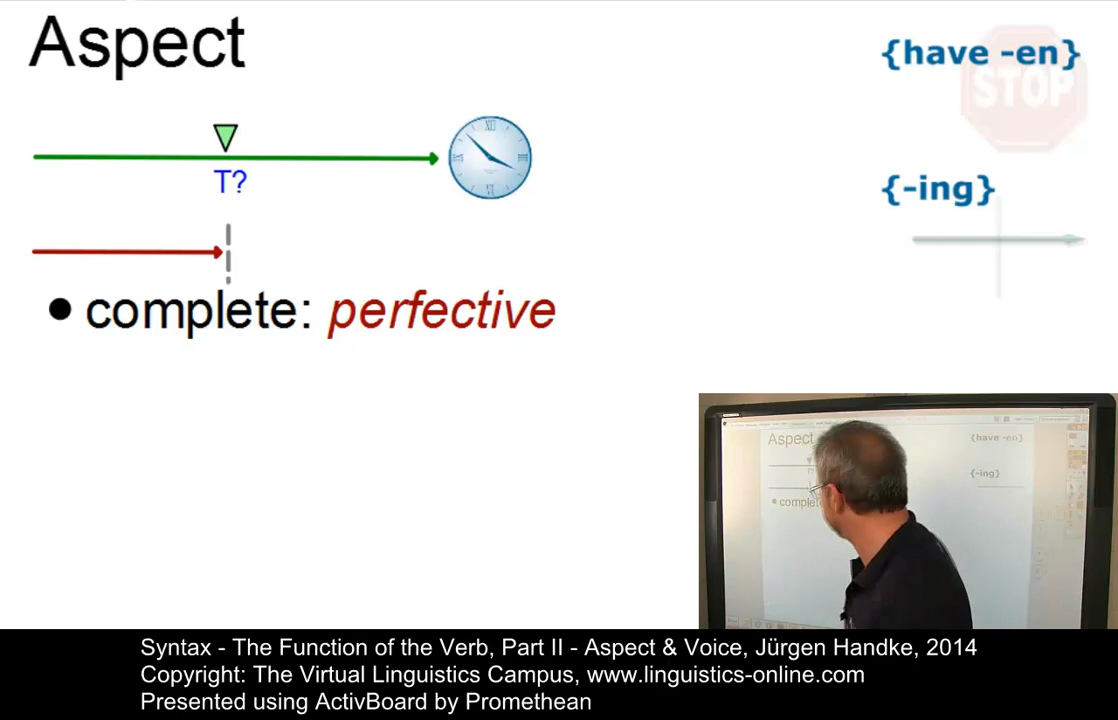 Aspect
{have -en}
STOP
T?
{-ing}
• complete: perfective
Aspect
{have -en}
{-ing}
• complete
Syntax - The Function of the Verb, Part II - Aspect & Voice, Jürgen Handke, 2014
Copyright: The Virtual Linguistics Campus, www.linguistics-online.com
Presented using ActivBoard by Promethean